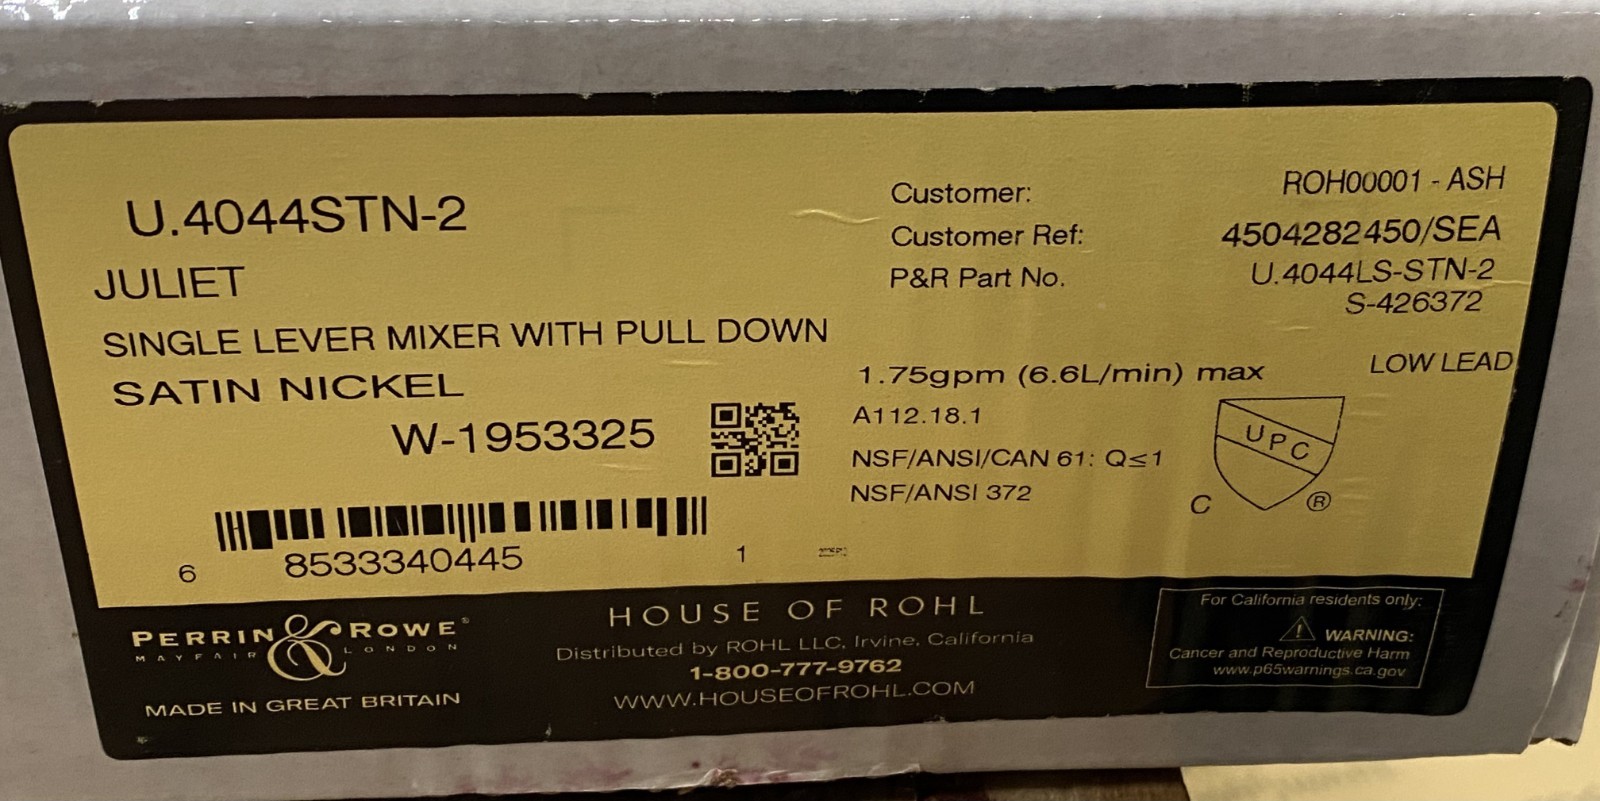 U.4044STN-2
JULIET
SINGLE LEVER MIXER WITH PULL DOWN
SATIN NICKEL
W-1953325
6 8533340445 1
Customer: ROH00001 - ASH
Customer Ref: 4504282450/SEA
P&R Part No. U.4044LS-STN-2
S-426372
1.75gpm (6.6L/min) max LOW LEAD
A112.18.1
NSF/ANSI/CAN 61: Q≤1
NSF/ANSI 372
UPC
C ®
PERRIN & ROWE®
MAYFAIR LONDON
MADE IN GREAT BRITAIN
HOUSE OF ROHL
Distributed by ROHL LLC, Irvine, California
1-800-777-9762
WWW.HOUSEOFROHL.COM
For California residents only:
⚠ WARNING:
Cancer and Reproductive Harm
www.p65warnings.ca.gov